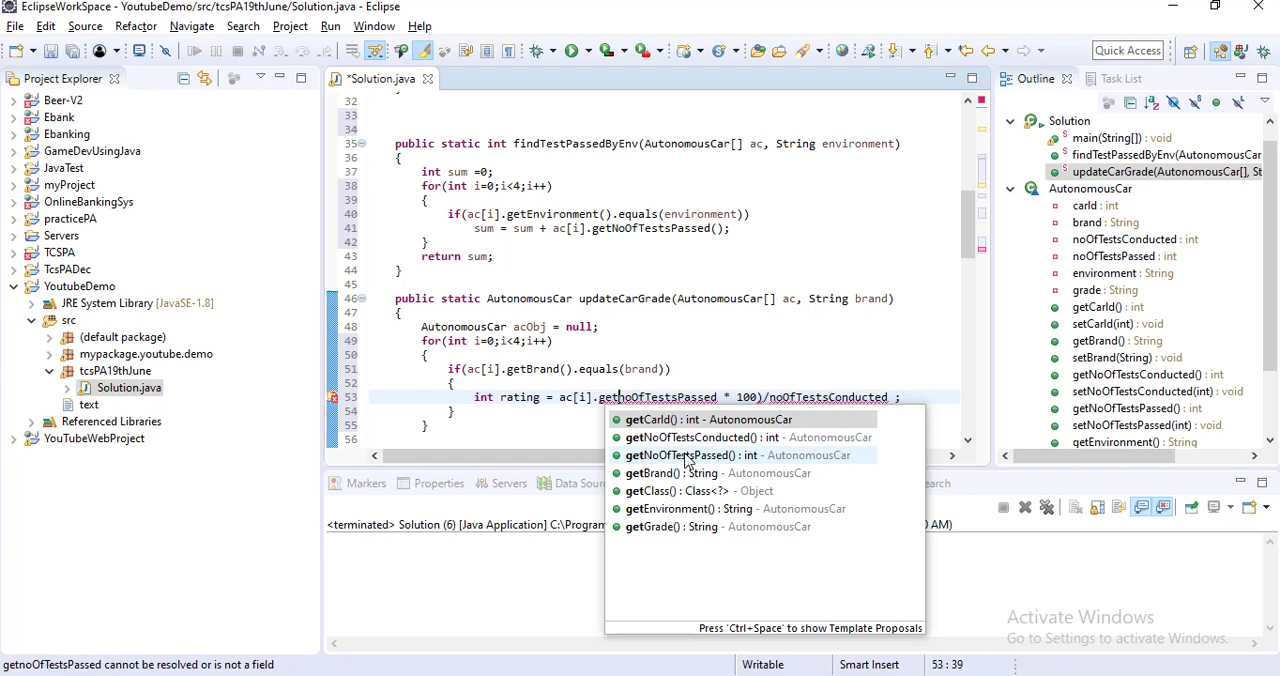 EclipseWorkSpace - YoutubeDemo/src/tcsPA19thJune/Solution.java - Eclipse
File Edit Source Refactor Navigate Search Project Run Window Help
Quick Access
Project Explorer
Beer-V2
Ebank
Ebanking
GameDevUsingJava
JavaTest
myProject
OnlineBankingSys
practicePA
Servers
TCSPA
TcsPADec
YoutubeDemo
JRE System Library [JavaSE-1.8]
src
(default package)
mypackage.youtube.demo
tcsPA19thJune
Solution.java
text
Referenced Libraries
YouTubeWebProject
*Solution.java
32
33
34
35 public static int findTestPassedByEnv(AutonomousCar[] ac, String environment)
36 {
37 int sum =0;
38 for(int i=0;i<4;i++)
39 {
40 if(ac[i].getEnvironment().equals(environment))
41 sum = sum + ac[i].getNoOfTestsPassed();
42 }
43 return sum;
44 }
45
46 public static AutonomousCar updateCarGrade(AutonomousCar[] ac, String brand)
47 {
48 AutonomousCar acObj = null;
49 for(int i=0;i<4;i++)
50 {
51 if(ac[i].getBrand().equals(brand))
52 {
53 int rating = ac[i].getnoOfTestsPassed * 100)/noOfTestsConducted ;
54 }
55 }
56
getCarId() : int - AutonomousCar
getNoOfTestsConducted() : int - AutonomousCar
getNoOfTestsPassed() : int - AutonomousCar
getBrand() : String - AutonomousCar
getClass() : Class<?> - Object
getEnvironment() : String - AutonomousCar
getGrade() : String - AutonomousCar
Press 'Ctrl+Space' to show Template Proposals
Markers Properties Servers Data Sour earch
<terminated> Solution (6) [Java Application] C:\Program 0 AM)
Outline Task List
Solution
main(String[]) : void
findTestPassedByEnv(AutonomousCar
updateCarGrade(AutonomousCar[], St
AutonomousCar
carId : int
brand : String
noOfTestsConducted : int
noOfTestsPassed : int
environment : String
grade : String
getCarId() : int
setCarId(int) : void
getBrand() : String
setBrand(String) : void
getNoOfTestsConducted() : int
setNoOfTestsConducted(int) : void
getNoOfTestsPassed() : int
setNoOfTestsPassed(int) : void
getEnvironment() : String
Activate Windows
Go to Settings to activate Windows.
getnoOfTestsPassed cannot be resolved or is not a field
Writable Smart Insert 53 : 39